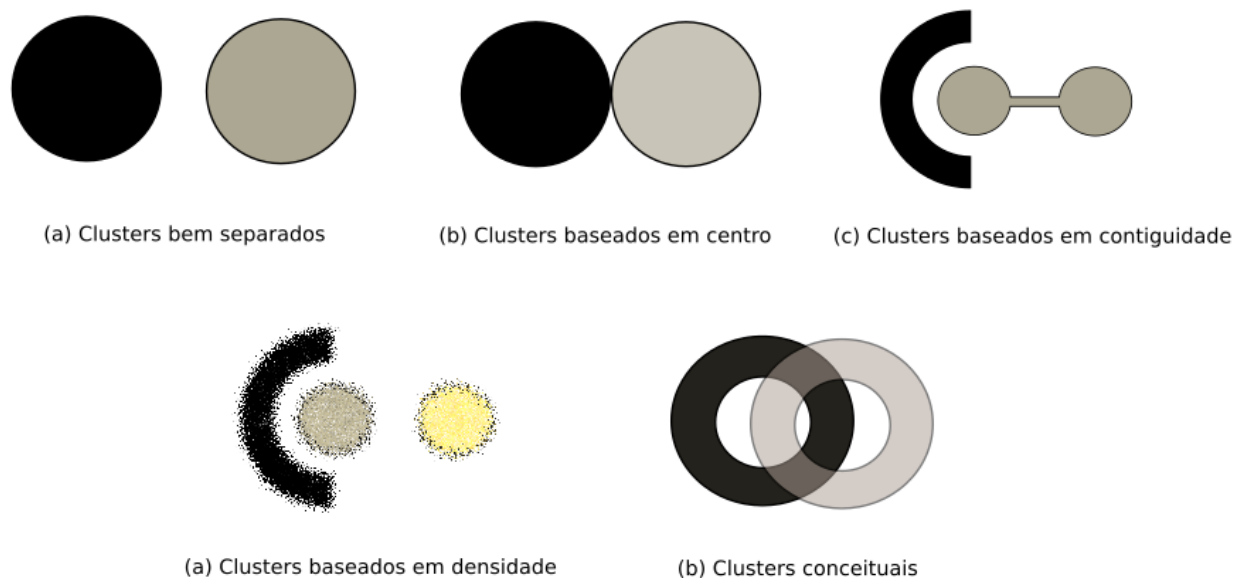 (a) Clusters bem separados
(b) Clusters baseados em centro
(c) Clusters baseados em contiguidade
(a) Clusters baseados em densidade
(b) Clusters conceituais